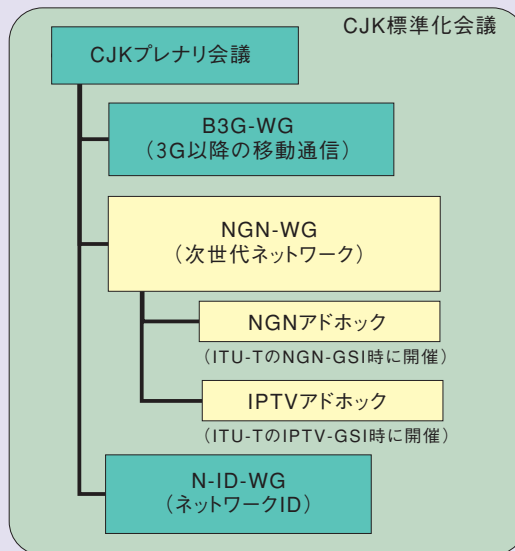 CJK標準化会議
CJKプレナリ会議
B3G-WG
（3G以降の移動通信）
NGN-WG
（次世代ネットワーク）
NGNアドホック
（ITU-TのNGN-GSI時に開催）
IPTVアドホック
（ITU-TのIPTV-GSI時に開催）
N-ID-WG
（ネットワークID）